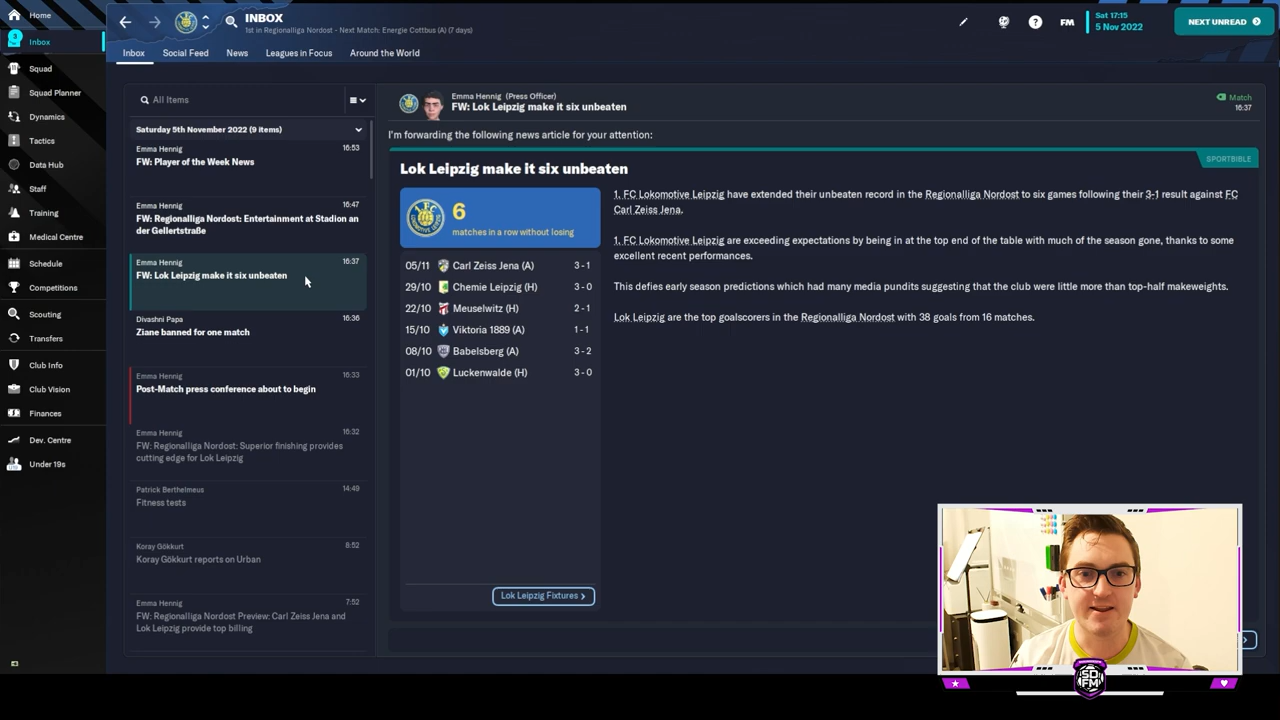 Home
INBOX
1st in Regionalliga Nordost - Next Match: Energie Cottbus (A) (7 days)
FM
Sat 17:15
5 Nov 2022
NEXT UNREAD
3
Inbox
Squad
Squad Planner
Dynamics
Tactics
Data Hub
Staff
Training
Medical Centre
Schedule
Competitions
Scouting
Transfers
Club Info
Club Vision
Finances
Dev. Centre
Under 19s
Inbox
Social Feed
News
Leagues in Focus
Around the World
All Items
Saturday 5th November 2022 (9 items)
Emma Hennig
16:53
FW: Player of the Week News
Emma Hennig
16:47
FW: Regionalliga Nordost: Entertainment at Stadion an
der Gellertstraße
Emma Hennig
16:37
FW: Lok Leipzig make it six unbeaten
Divashni Papa
16:36
Ziane banned for one match
Emma Hennig
16:33
Post-Match press conference about to begin
Emma Hennig
16:32
FW: Regionalliga Nordost: Superior finishing provides
cutting edge for Lok Leipzig
Patrick Berthelmeus
14:49
Fitness tests
Koray Gökkurt
8:52
Koray Gökkurt reports on Urban
Emma Hennig
7:52
FW: Regionalliga Nordost Preview: Carl Zeiss Jena and
Lok Leipzig provide top billing
Emma Hennig (Press Officer)
FW: Lok Leipzig make it six unbeaten
Match
16:37
I'm forwarding the following news article for your attention:
SPORTBIBLE
Lok Leipzig make it six unbeaten
6
matches in a row without losing
05/11 Carl Zeiss Jena (A) 3-1
29/10 Chemie Leipzig (H) 3-0
22/10 Meuselwitz (H) 2-1
15/10 Viktoria 1889 (A) 1-1
08/10 Babelsberg (A) 3-2
01/10 Luckenwalde (H) 3-0
Lok Leipzig Fixtures
1. FC Lokomotive Leipzig have extended their unbeaten record in the Regionalliga Nordost to six games following their 3-1 result against FC
Carl Zeiss Jena.
1. FC Lokomotive Leipzig are exceeding expectations by being in at the top end of the table with much of the season gone, thanks to some
excellent recent performances.
This defies early season predictions which had many media pundits suggesting that the club were little more than top-half makeweights.
Lok Leipzig are the top goalscorers in the Regionalliga Nordost with 38 goals from 16 matches.
SD
FM